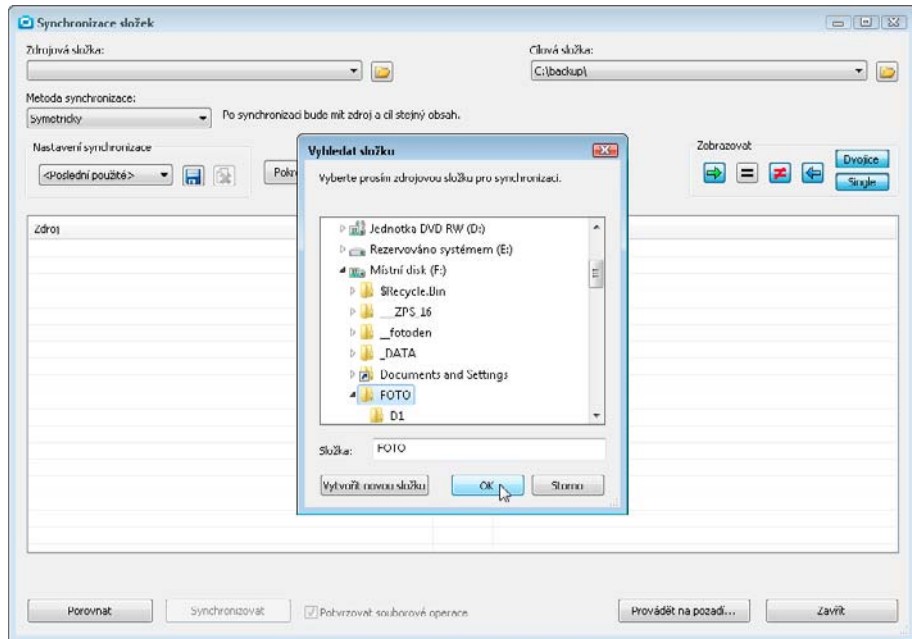 Synchronizace složek
Zdrojová složka:
Cílová složka:
C:\backup\
Metoda synchronizace:
Symetricky
Po synchronizaci bude mít zdroj a cíl stejný obsah.
Nastavení synchronizace
<Poslední použité>
Zobrazovat
Dvojice
Single
Zdroj
Vyhledat složku
Vyberte prosím zdrojovou složku pro synchronizaci.
Jednotka DVD RW (D:)
Rezervováno systémem (E:)
Místní disk (F:)
$Recycle.Bin
__ZPS_16
__fotoden
_DATA
Documents and Settings
FOTO
D1
Složka:
FOTO
Vytvořit novou složku
OK
Storno
Porovnat
Synchronizovat
Potvrzovat souborové operace
Provádět na pozadí...
Zavřít